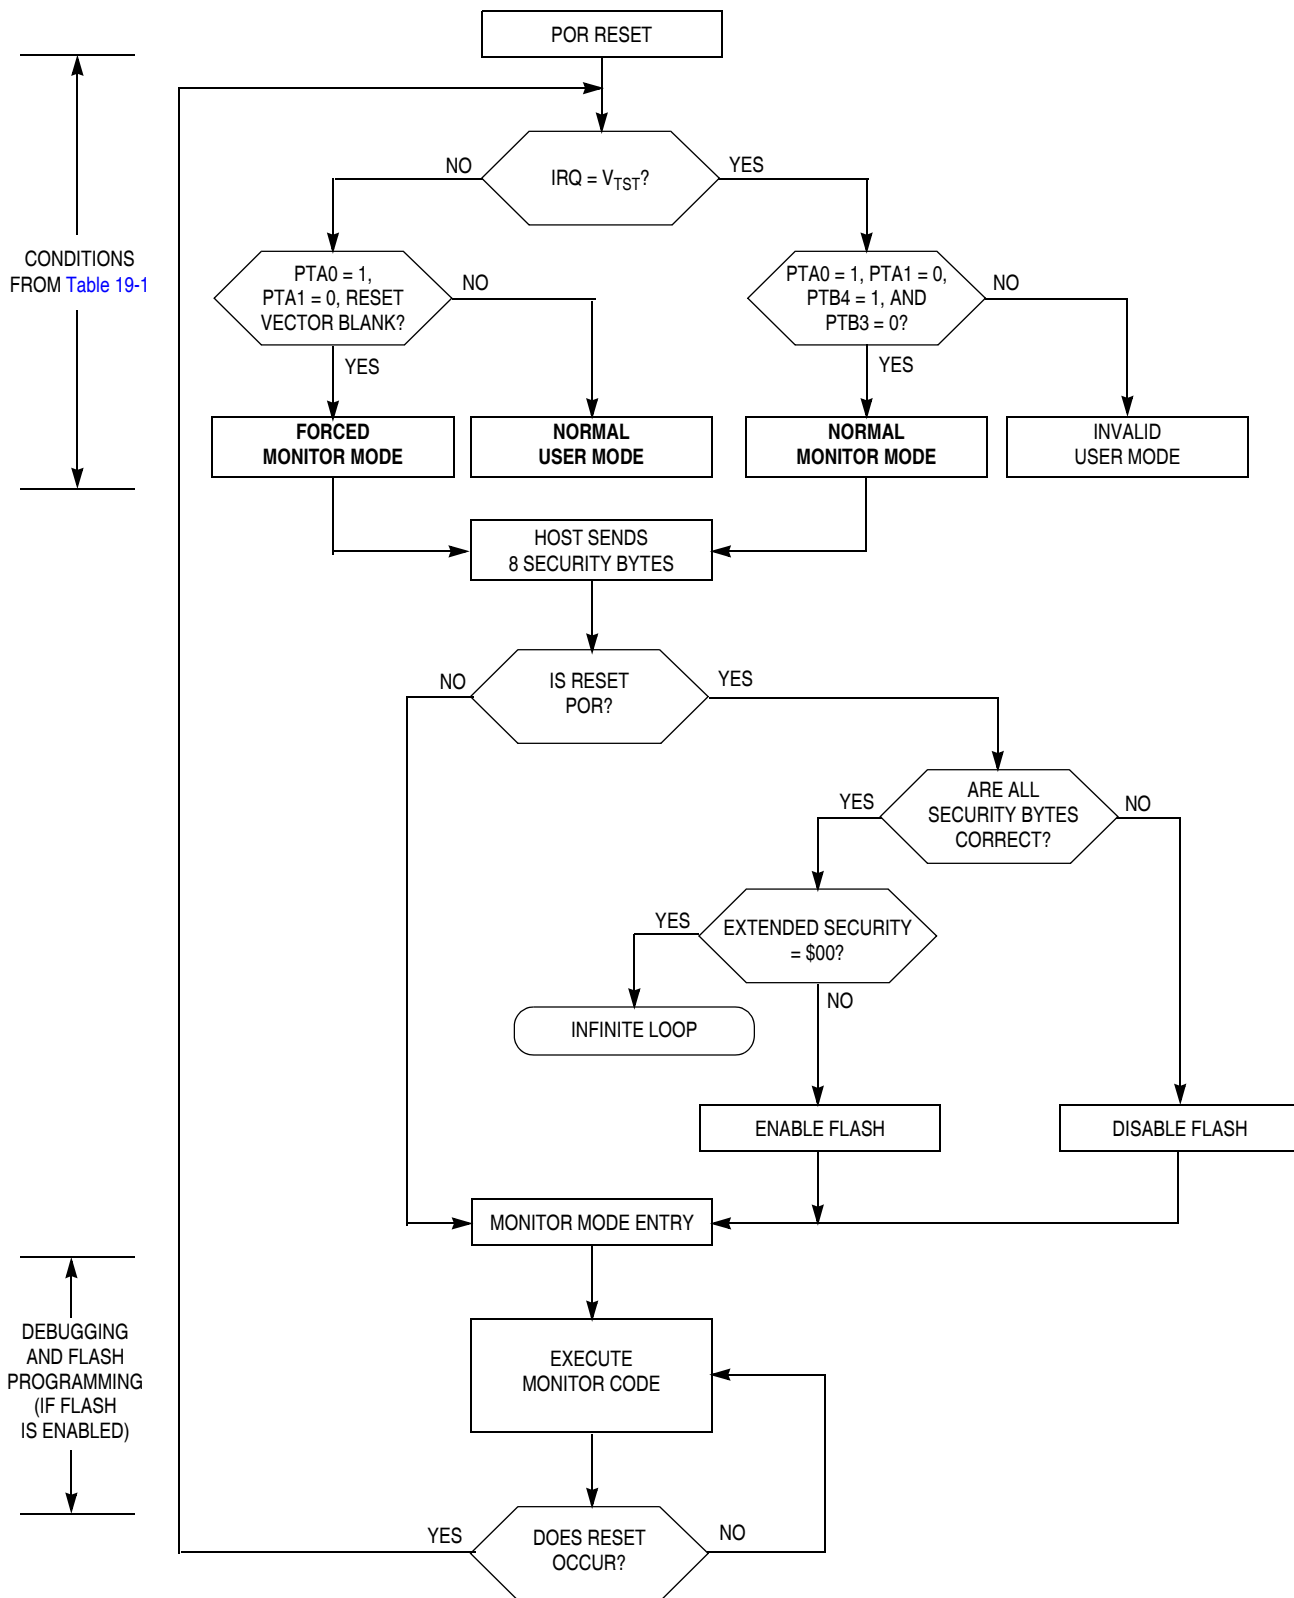 POR RESET
IRQ = VTST?
NO
YES
CONDITIONS
FROM Table 19-1
PTA0 = 1,
PTA1 = 0, RESET
VECTOR BLANK?
NO
YES
PTA0 = 1, PTA1 = 0,
PTB4 = 1, AND
PTB3 = 0?
NO
YES
FORCED
MONITOR MODE
NORMAL
USER MODE
NORMAL
MONITOR MODE
INVALID
USER MODE
HOST SENDS
8 SECURITY BYTES
IS RESET
POR?
NO
YES
ARE ALL
SECURITY BYTES
CORRECT?
YES
NO
EXTENDED SECURITY
= $00?
YES
NO
INFINITE LOOP
ENABLE FLASH
DISABLE FLASH
MONITOR MODE ENTRY
DEBUGGING
AND FLASH
PROGRAMMING
(IF FLASH
IS ENABLED)
EXECUTE
MONITOR CODE
DOES RESET
OCCUR?
YES
NO